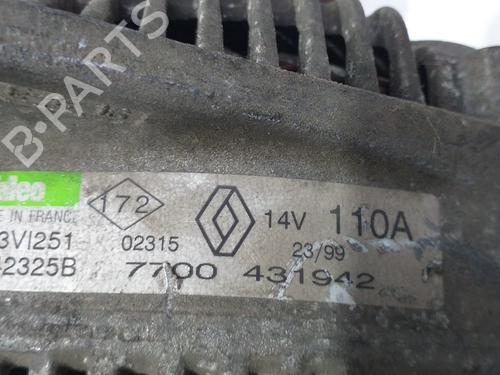 B-PARTS
Valeo
E IN FRANCE
172
14V 110A
3VI251
02315
23/99
2325B
7700 431942